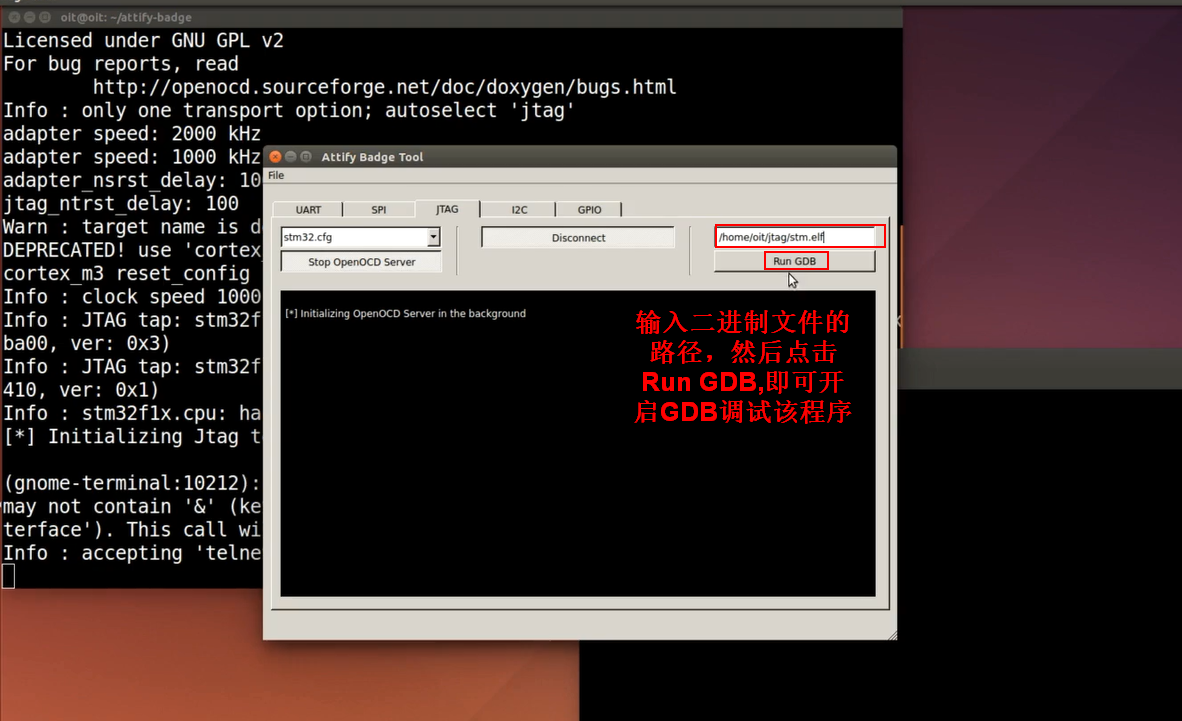 oit@oit: ~/attify-badge
Licensed under GNU GPL v2
For bug reports, read
http://openocd.sourceforge.net/doc/doxygen/bugs.html
Info : only one transport option; autoselect 'jtag'
adapter speed: 2000 kHz
adapter speed: 1000 kHz
adapter_nsrst_delay: 10
jtag_ntrst_delay: 100
Warn : target name is d
DEPRECATED! use 'cortex
cortex_m3 reset_config
Info : clock speed 1000
Info : JTAG tap: stm32f
ba00, ver: 0x3)
Info : JTAG tap: stm32f
410, ver: 0x1)
Info : stm32f1x.cpu: ha
[*] Initializing Jtag t
(gnome-terminal:10212):
may not contain '&' (ke
terface'). This call wi
Info : accepting 'telne
Attify Badge Tool
File
UART SPI JTAG I2C GPIO
stm32.cfg Disconnect /home/oit/jtag/stm.elf
Stop OpenOCD Server Run GDB
[*] Initializing OpenOCD Server in the background
输入二进制文件的
路径，然后点击
Run GDB,即可开
启GDB调试该程序